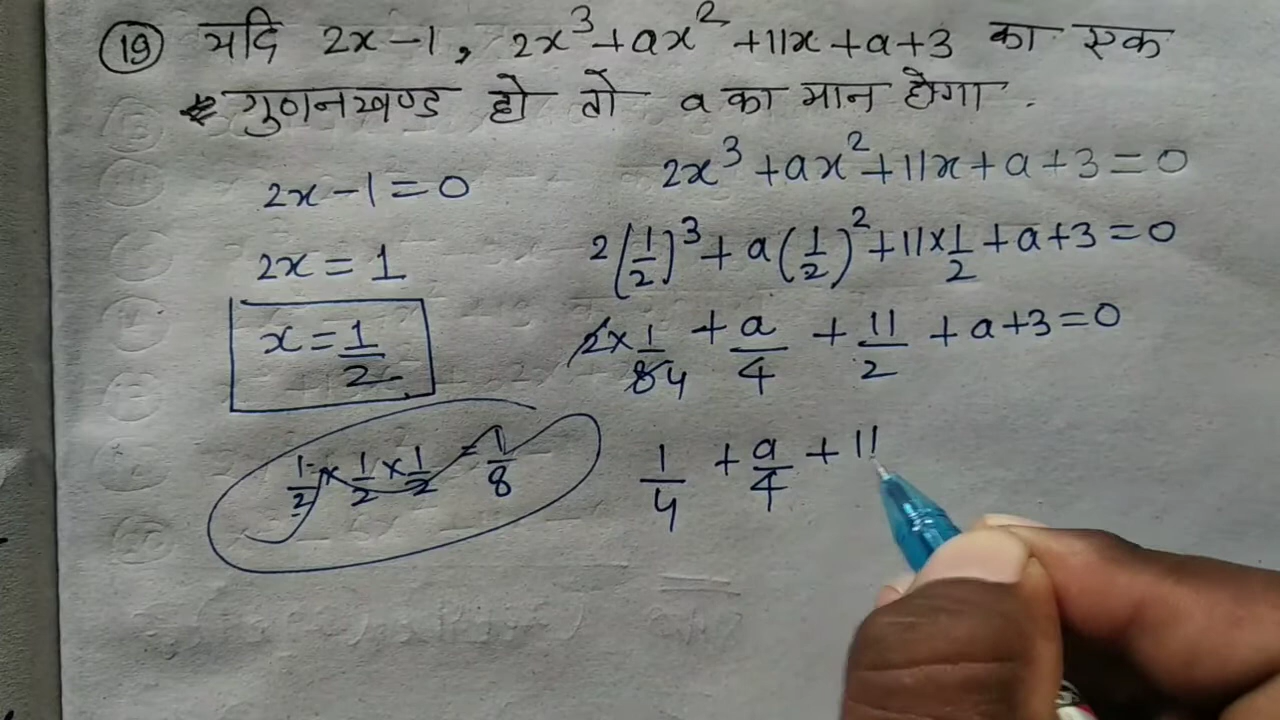 19 यदि 2x-1, 2x³+ax²+11x+a+3 का एक
गुणनखण्ड हो तो a का मान होगा .
2x-1=0
2x=1
x=1/2
1/2×1/2×1/2=1/8
2x³+ax²+11x+a+3=0
2(1/2)³+a(1/2)²+11×1/2+a+3=0
2×1/8 4+a/4+11/2+a+3=0
1/4+a/4+11